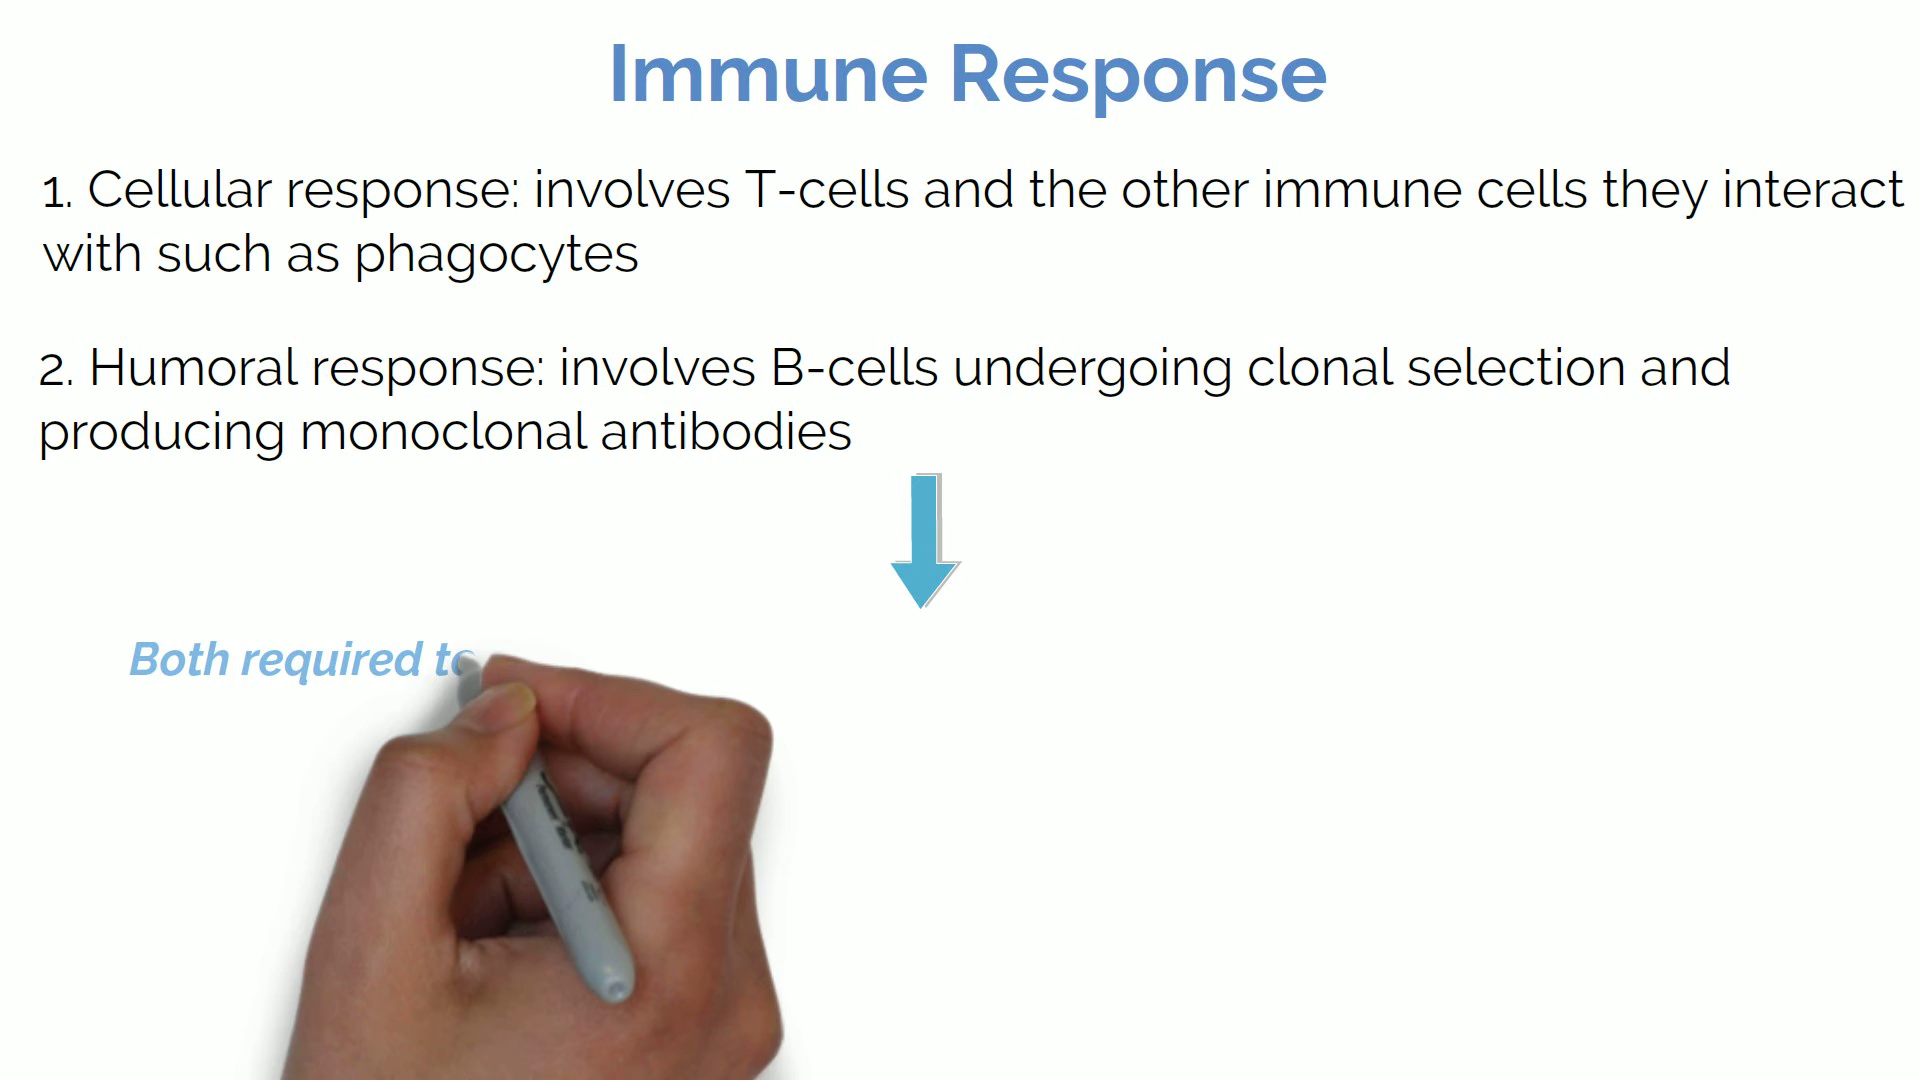 Immune Response
1. Cellular response: involves T-cells and the other immune cells they interact
with such as phagocytes
2. Humoral response: involves B-cells undergoing clonal selection and
producing monoclonal antibodies
Both required to